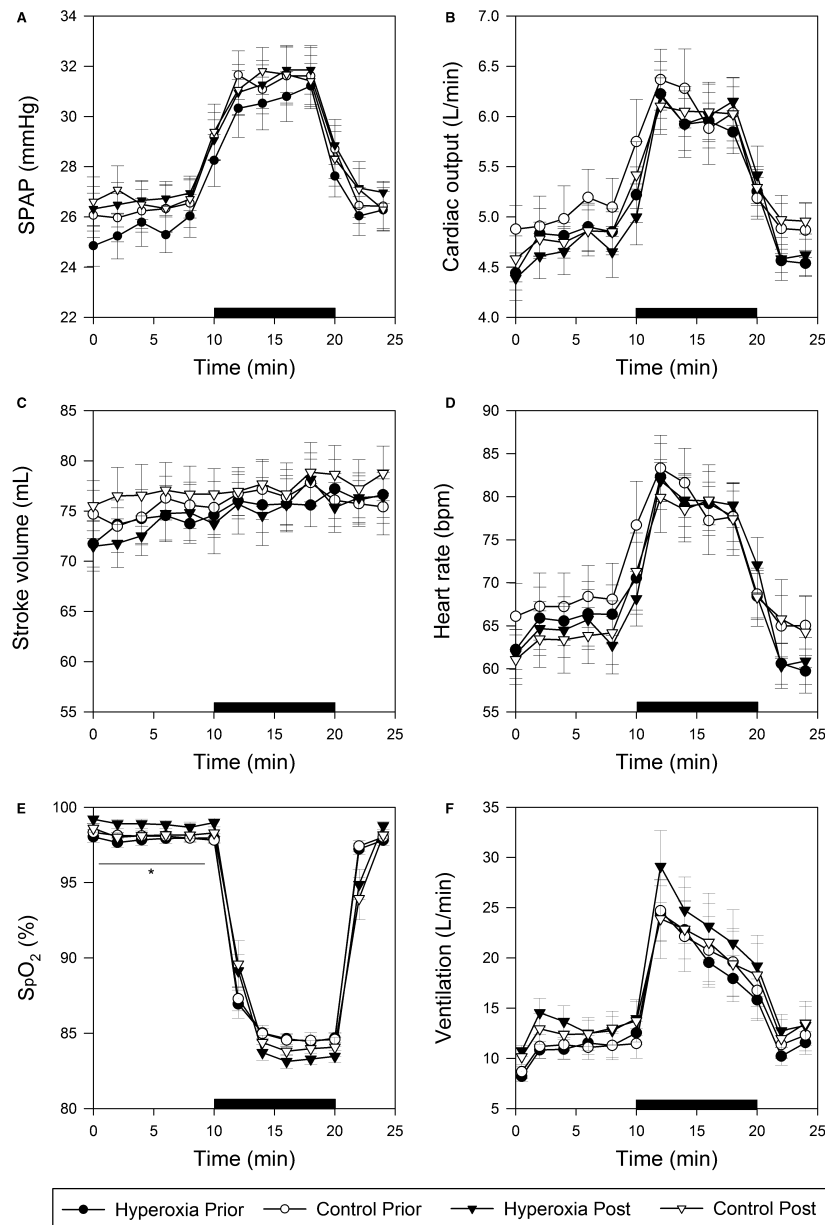 A
SPAP (mmHg)
34
32
30
28
26
24
22
0 5 10 15 20 25
Time (min)
B
Cardiac output (L/min)
7.0
6.5
6.0
5.5
5.0
4.5
4.0
0 5 10 15 20 25
Time (min)
C
Stroke volume (mL)
85
80
75
70
65
60
55
0 5 10 15 20 25
Time (min)
D
Heart rate (bpm)
90
85
80
75
70
65
60
55
0 5 10 15 20 25
Time (min)
E
SpO2 (%)
100
95
90
85
80
*
0 5 10 15 20 25
Time (min)
F
Ventilation (L/min)
35
30
25
20
15
10
5
0 5 10 15 20 25
Time (min)
Hyperoxia Prior Control Prior Hyperoxia Post Control Post